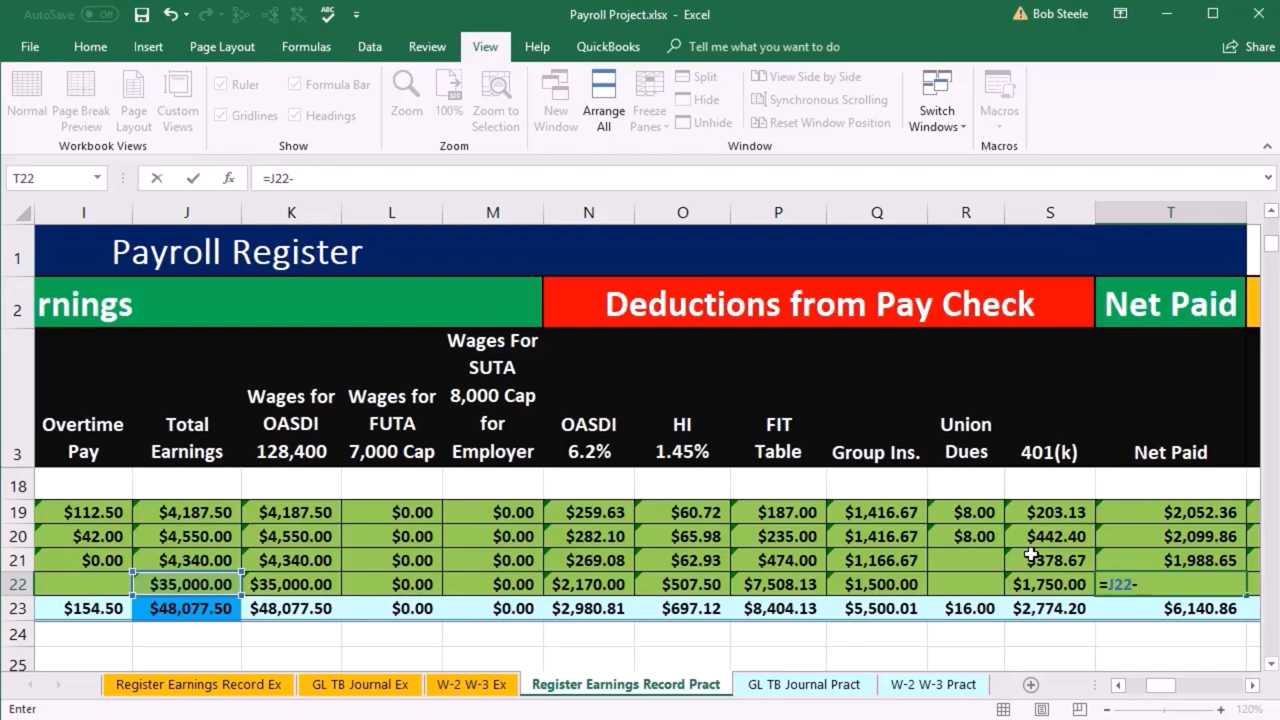 AutoSave Off
Payroll Project.xlsx - Excel
Bob Steele
File Home Insert Page Layout Formulas Data Review View Help QuickBooks Tell me what you want to do Share
Normal Page Break Preview Page Layout Custom Views
Workbook Views
Ruler Formula Bar
Gridlines Headings
Show
Zoom 100% Zoom to Selection
Zoom
New Window Arrange All Freeze Panes
Split
Hide
Unhide
View Side by Side
Synchronous Scrolling
Reset Window Position
Switch Windows
Window
Macros
Macros
T22 fx =J22-
I J K L M N O P Q R S T
1 Payroll Register
2 rnings Deductions from Pay Check Net Paid
3 Overtime Pay Total Earnings Wages for OASDI 128,400 Wages for FUTA 7,000 Cap Wages For SUTA 8,000 Cap for Employer OASDI 6.2% HI 1.45% FIT Table Group Ins. Union Dues 401(k) Net Paid
18
19 $112.50 $4,187.50 $4,187.50 $0.00 $0.00 $259.63 $60.72 $187.00 $1,416.67 $8.00 $203.13 $2,052.36
20 $42.00 $4,550.00 $4,550.00 $0.00 $0.00 $282.10 $65.98 $235.00 $1,416.67 $8.00 $442.40 $2,099.86
21 $0.00 $4,340.00 $4,340.00 $0.00 $0.00 $269.08 $62.93 $474.00 $1,166.67 $378.67 $1,988.65
22 $35,000.00 $35,000.00 $0.00 $0.00 $2,170.00 $507.50 $7,508.13 $1,500.00 $1,750.00 =J22-
23 $154.50 $48,077.50 $48,077.50 $0.00 $0.00 $2,980.81 $697.12 $8,404.13 $5,500.01 $16.00 $2,774.20 $6,140.86
24
25
Register Earnings Record Ex GL TB Journal Ex W-2 W-3 Ex Register Earnings Record Pract GL TB Journal Pract W-2 W-3 Pract
Enter 120%